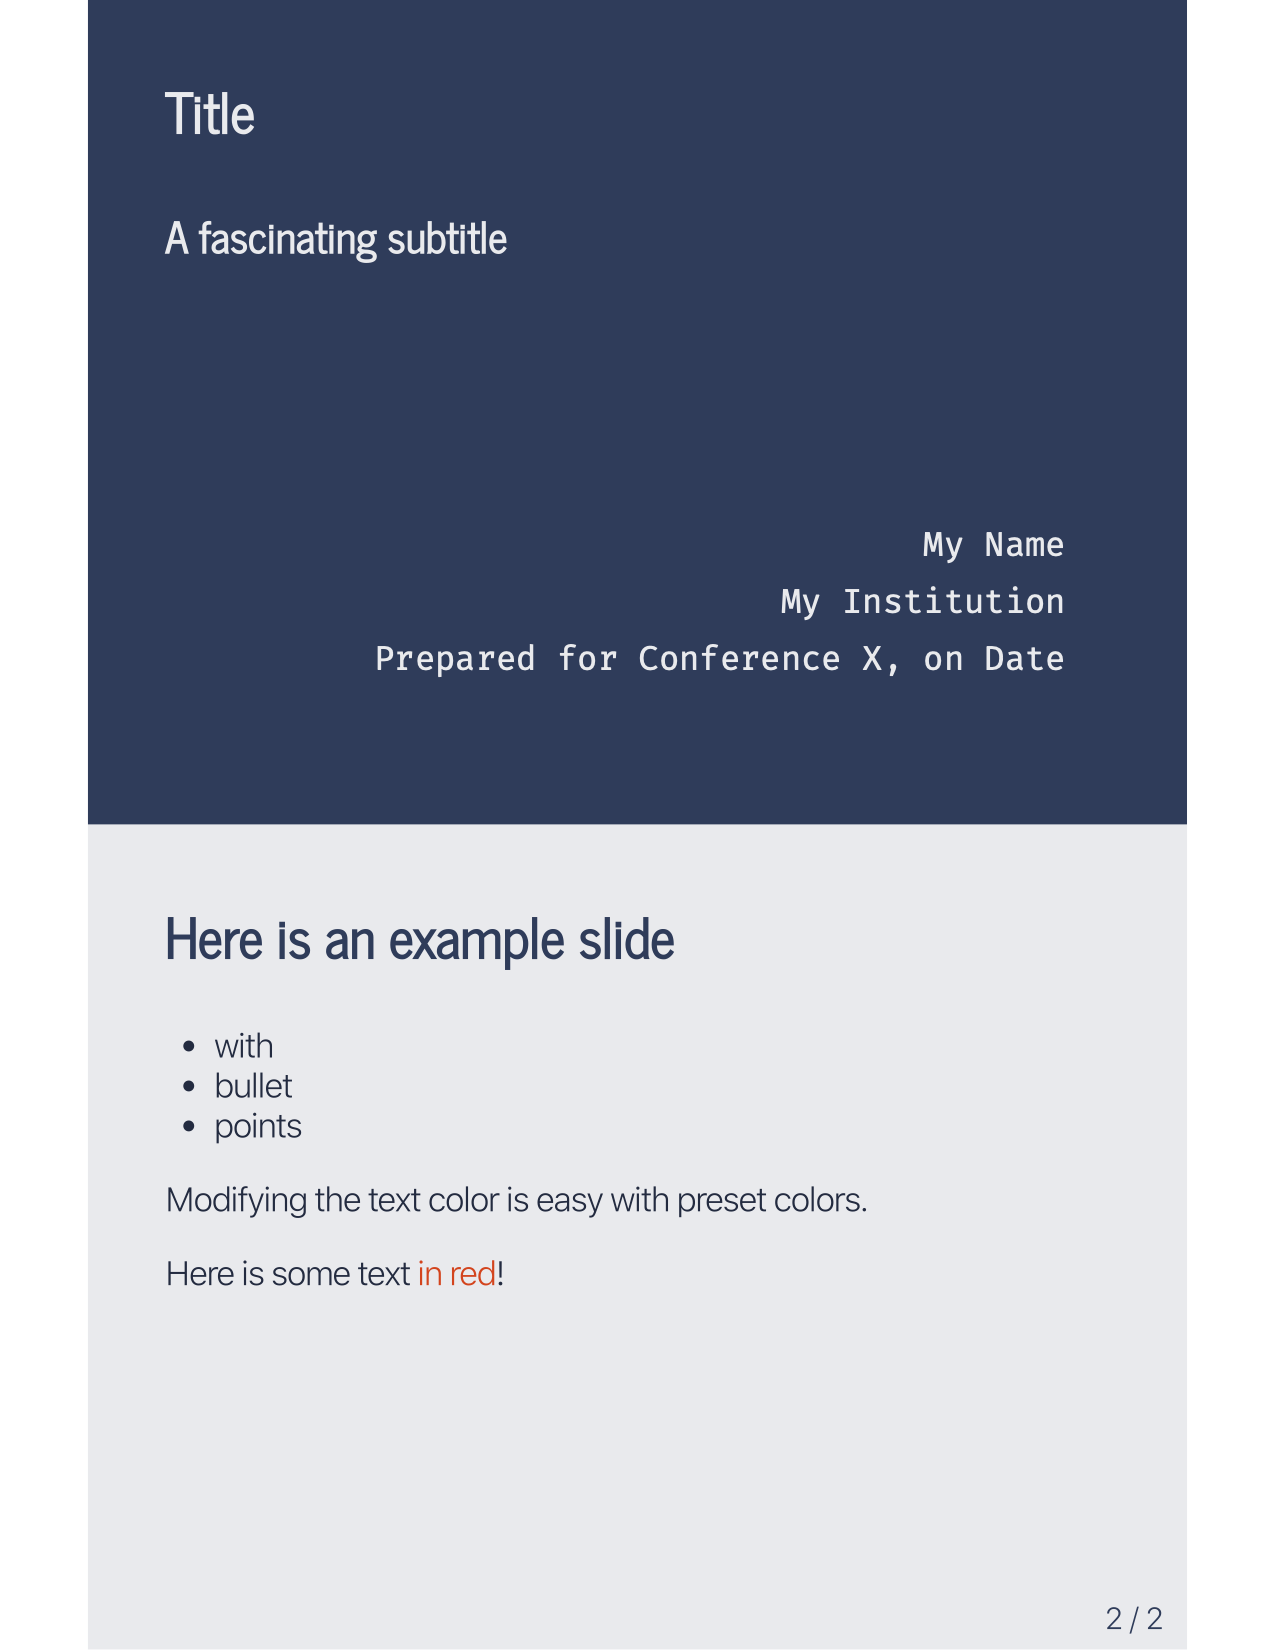 Title
A fascinating subtitle
My Name
My Institution
Prepared for Conference X, on Date
Here is an example slide
• with
• bullet
• points
Modifying the text color is easy with preset colors.
Here is some text in red!
2 / 2